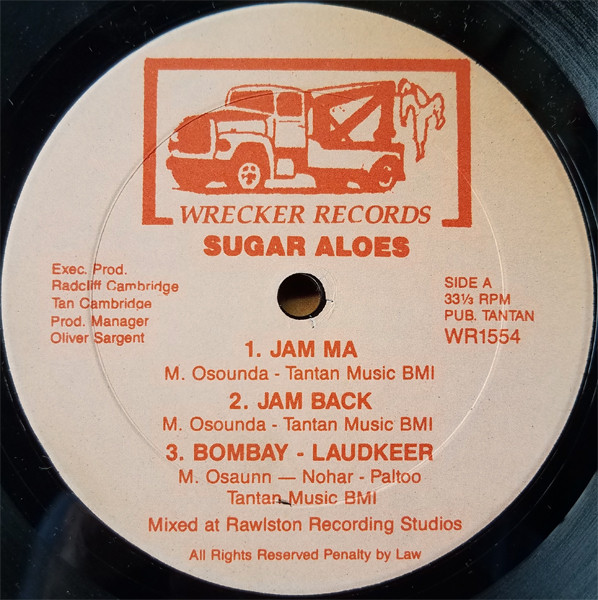 WRECKER RECORDS
SUGAR ALOES
Exec. Prod.
Radcliff Cambridge
Tan Cambridge
Prod. Manager
Oliver Sargent
SIDE A
33⅓ RPM
PUB. TANTAN
WR1554
1. JAM MA
M. Osounda - Tantan Music BMI
2. JAM BACK
M. Osounda - Tantan Music BMI
3. BOMBAY - LAUDKEER
M. Osaunn — Nohar - Paltoo
Tantan Music BMI
Mixed at Rawlston Recording Studios
All Rights Reserved Penalty by Law